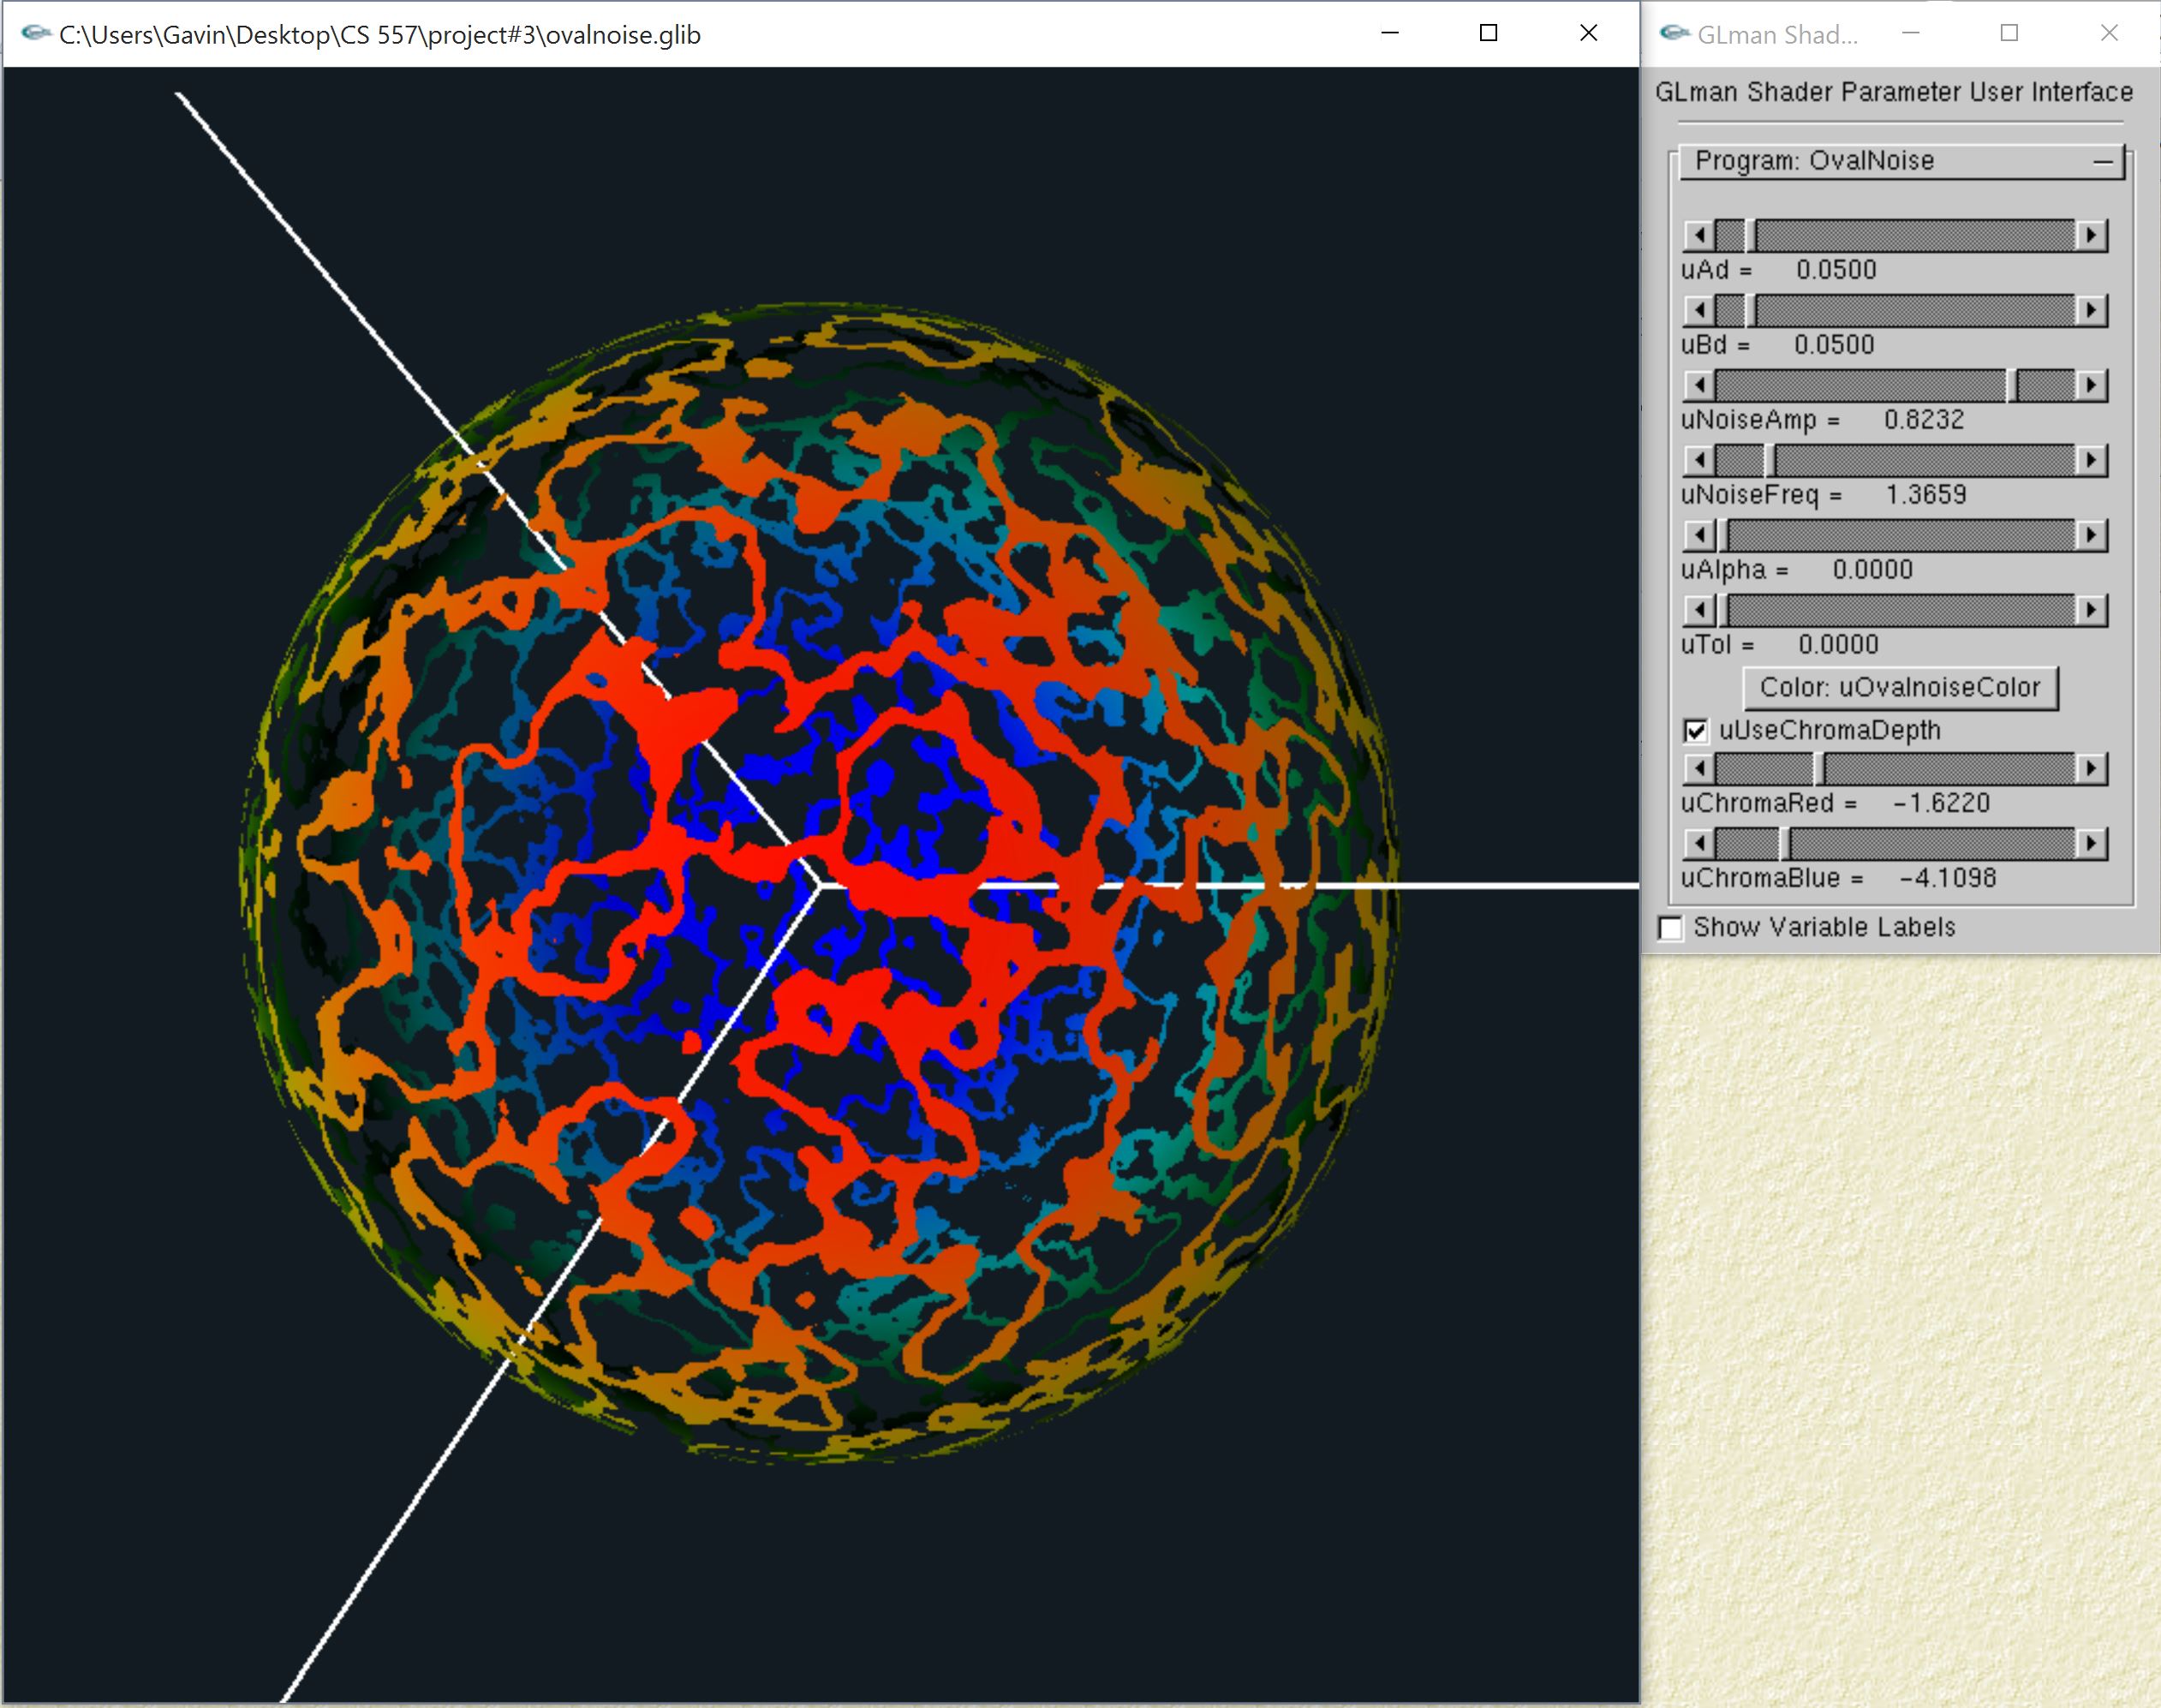 C:\Users\Gavin\Desktop\CS 557\project#3\ovalnoise.glib
GLman Shad...
GLman Shader Parameter User Interface
Program: OvalNoise
uAd = 0.0500
uBd = 0.0500
uNoiseAmp = 0.8232
uNoiseFreq = 1.3659
uAlpha = 0.0000
uTol = 0.0000
Color: uOvalnoiseColor
uUseChromaDepth
uChromaRed = -1.6220
uChromaBlue = -4.1098
Show Variable Labels